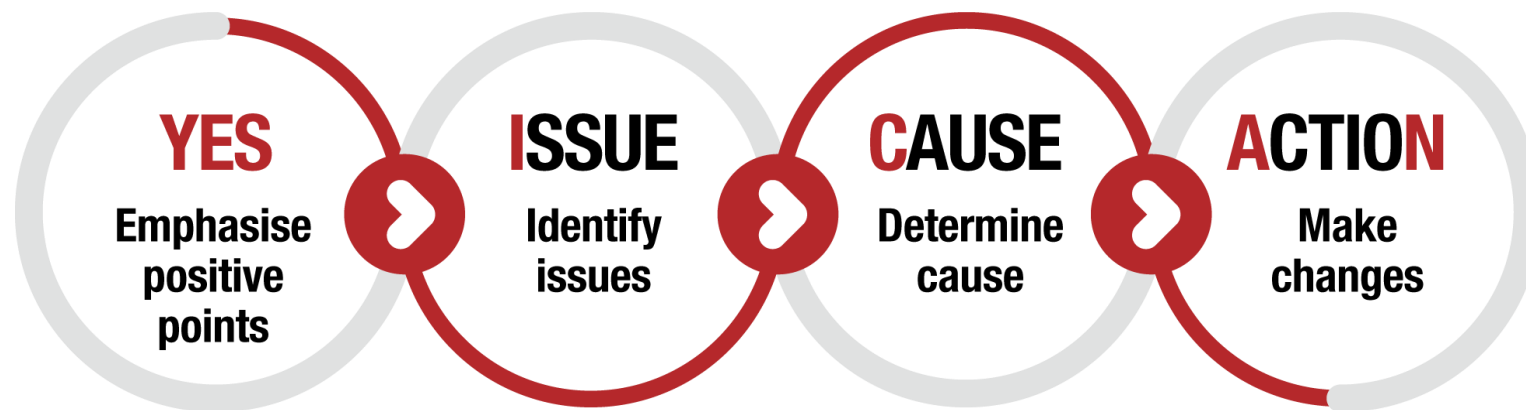 YES
Emphasise
positive
points
ISSUE
Identify
issues
CAUSE
Determine
cause
ACTION
Make
changes